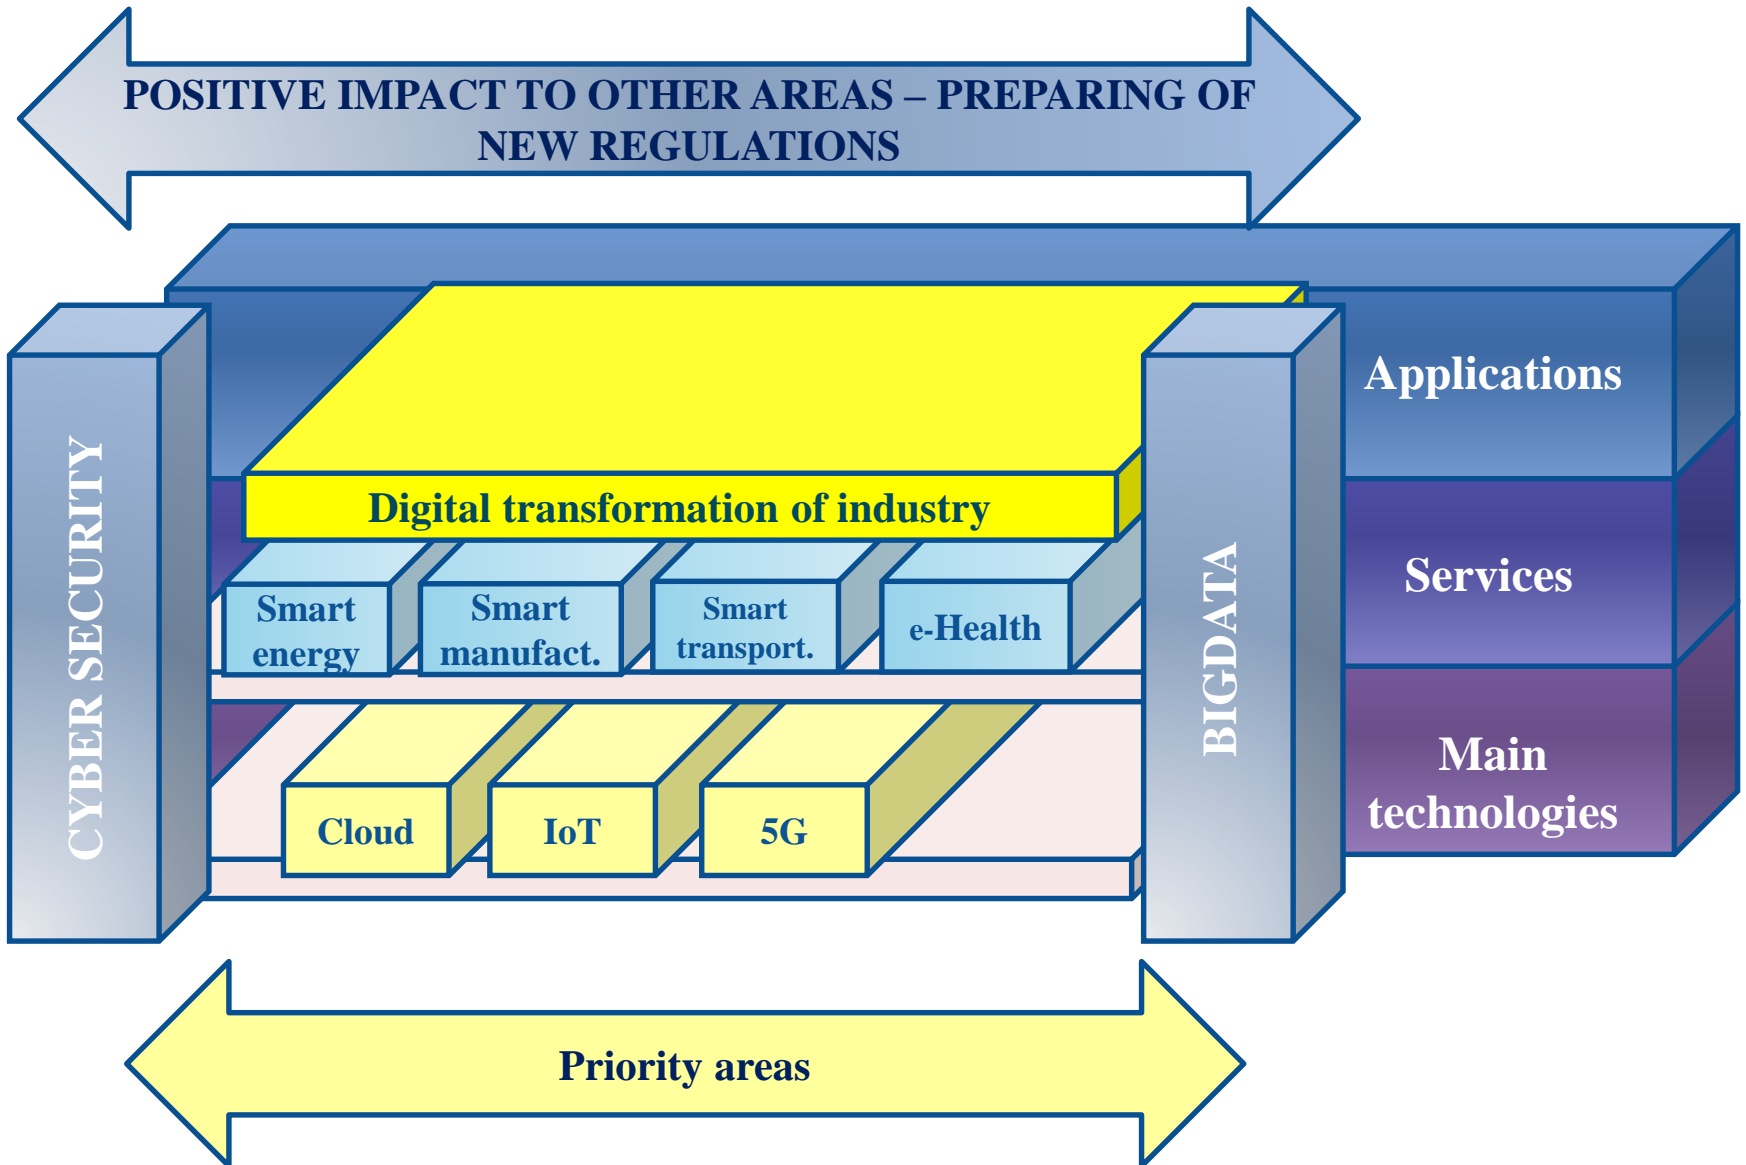 POSITIVE IMPACT TO OTHER AREAS – PREPARING OF
NEW REGULATIONS
Applications
Digital transformation of industry
CYBER SECURITY
BIGDATA
Services
Smart
energy
Smart
manufact.
Smart
transport.
e-Health
Main
technologies
Cloud
IoT
5G
Priority areas